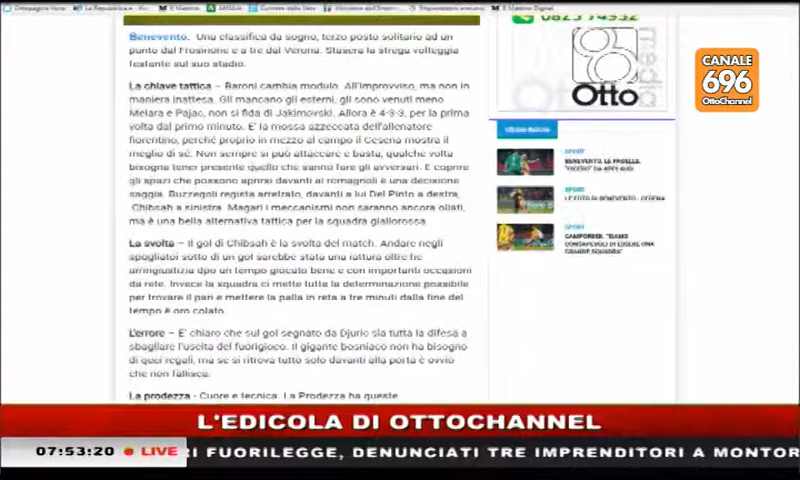 0825 74552
Benevento. Una classifica da sogno, terzo posto solitario ad un
punto dal Frosinone e a tre dal Verona. Stasera la strega volteggia
festante sul suo stadio.
La chiave tattica – Baroni cambia modulo. All'improvviso, ma non in
maniera inattesa. Gli mancano gli esterni, gli sono venuti meno
Melara e Pajac, non si fida di Jakimovski. Allora è 4-3-3, per la prima
volta dal primo minuto. E' la mossa azzeccata dell'allenatore
fiorentino, perché proprio in mezzo al campo il Cesena mostra il
meglio di sé. Non sempre si può attaccare e basta, qualche volta
bisogna tener presente quello che sanno fare gli avversari. E coprire
gli spazi che possono aprirsi davanti ai romagnoli è una decisione
saggia. Buzzegoli regista arretrato, davanti a lui Del Pinto a destra,
Chibsah a sinistra. Magari i meccanismi non saranno ancora oliati,
ma è una bella alternativa tattica per la squadra giallorossa.
La svolta – Il gol di Chibsah è la svolta del match. Andare negli
spogliatoi sotto di un gol sarebbe stata una iattura oltre he
un'ingiustizia dpo un tempo giocato bene e con importanti occasioni
da rete. Invece la squadra ci mette tutta la determinazione possibile
per trovare il pari e mettere la palla in rete a tre minuti dalla fine del
tempo è oro colato.
L'errore – E' chiaro che sul gol segnato da Djuric sia tutta la difesa a
sbagliare l'uscita del fuorigioco. Il gigante bosniaco non ha bisogno
di quei regali, ma se si ritrova tutto solo davanti alla porta è ovvio
che non fallisca.
La prodezza - Cuore e tecnica. La Prodezza ha queste
8
media
Otto
SPORT
BENEVENTO, LE PAGELLE.
SPORT
LE FOTO DI BENEVENTO - CESENA
SPORT
CAMPORESE: "SIAMO
CONSAPEVOLI DI ESSERE UNA
GRANDE SQUADRA"
CANALE
696
OttoChannel
L'EDICOLA DI OTTOCHANNEL
07:53:20 LIVE
RI FUORILEGGE, DENUNCIATI TRE IMPRENDITORI A MONTOR